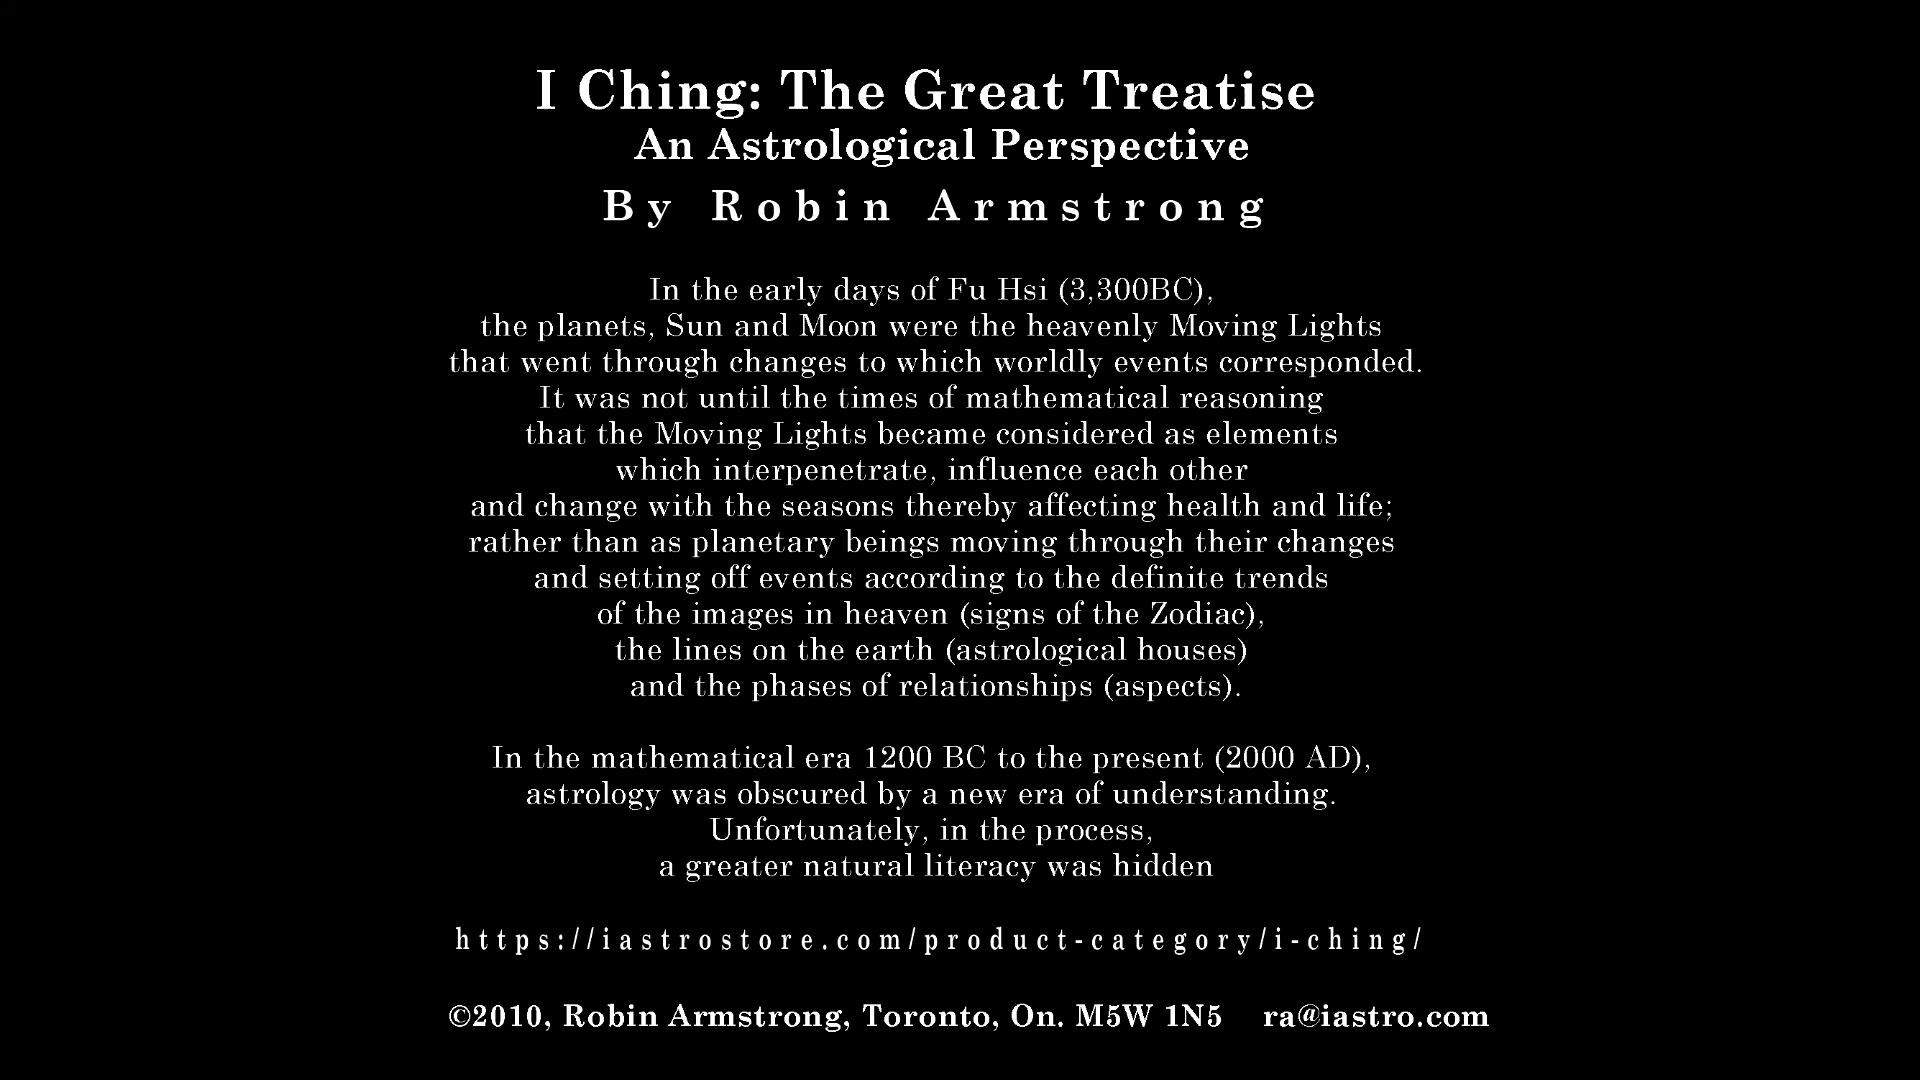 I Ching: The Great Treatise
An Astrological Perspective
By Robin Armstrong
In the early days of Fu Hsi (3,300BC),
the planets, Sun and Moon were the heavenly Moving Lights
that went through changes to which worldly events corresponded.
It was not until the times of mathematical reasoning
that the Moving Lights became considered as elements
which interpenetrate, influence each other
and change with the seasons thereby affecting health and life;
rather than as planetary beings moving through their changes
and setting off events according to the definite trends
of the images in heaven (signs of the Zodiac),
the lines on the earth (astrological houses)
and the phases of relationships (aspects).
In the mathematical era 1200 BC to the present (2000 AD),
astrology was obscured by a new era of understanding.
Unfortunately, in the process,
a greater natural literacy was hidden
https://iastrostore.com/product-category/i-ching/
©2010, Robin Armstrong, Toronto, On. M5W 1N5 ra@iastro.com